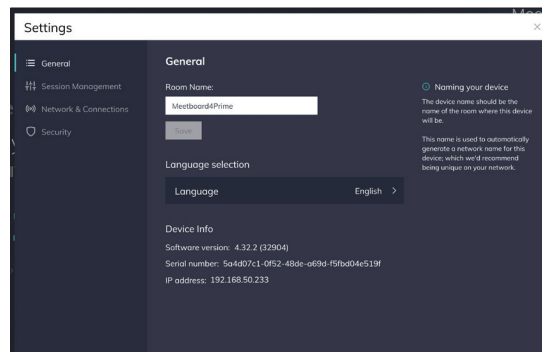 Settings
General
Session Management
Network & Connections
Security
General
Room Name:
Meetboard4Prime
Save
Language selection
Language English
Device Info
Software version: 4.32.2 (32904)
Serial number: 5a4d07c1-0f52-48de-a69d-f5fbd04e519f
IP address: 192.168.50.233
Naming your device
The device name should be the
name of the room where this device
will be.
This name is used to automatically
generate a network name for this
device; which we'd recommend
being unique on your network.